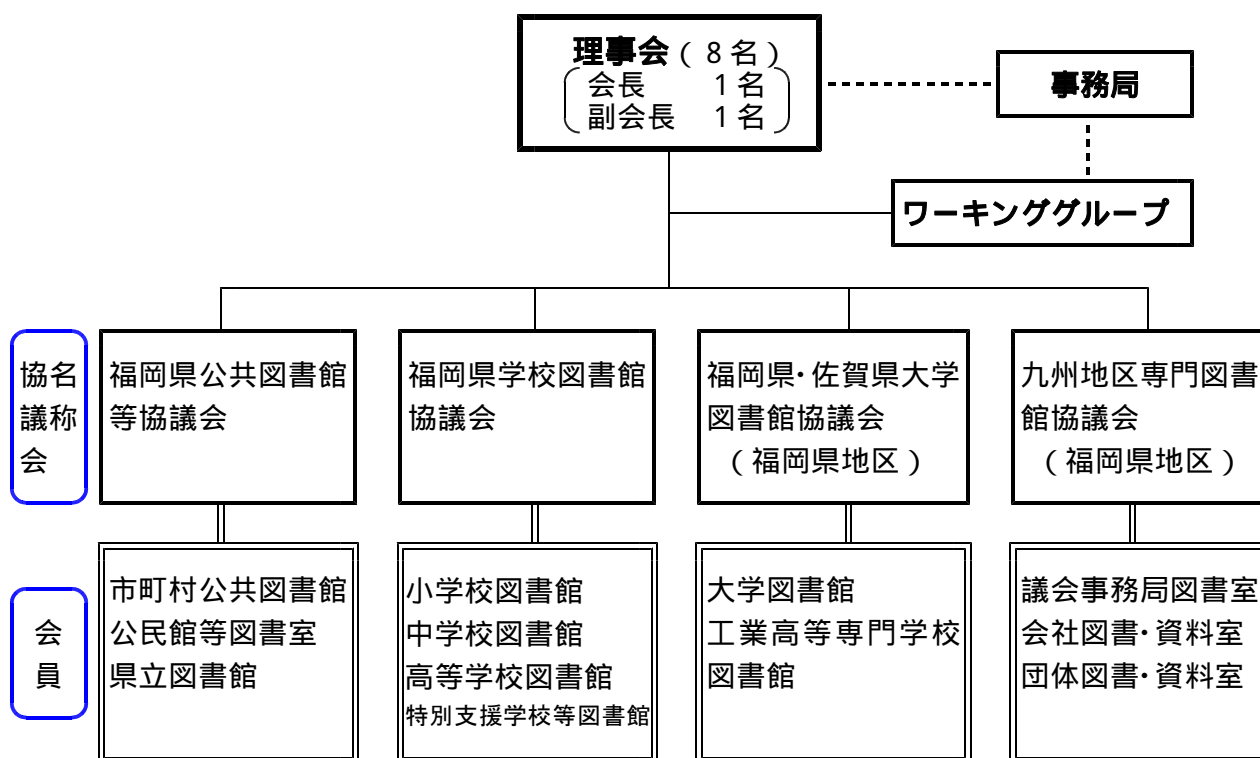 理事会（8名）
会長 1名
副会長 1名
事務局
ワーキンググループ
協議会
名称
福岡県公共図書館
等協議会
福岡県学校図書館
協議会
福岡県・佐賀県大学
図書館協議会
（福岡県地区）
九州地区専門図書
館協議会
（福岡県地区）
会員
市町村公共図書館
公民館等図書室
県立図書館
小学校図書館
中学校図書館
高等学校図書館
特別支援学校等図書館
大学図書館
工業高等専門学校
図書館
議会事務局図書室
会社図書・資料室
団体図書・資料室